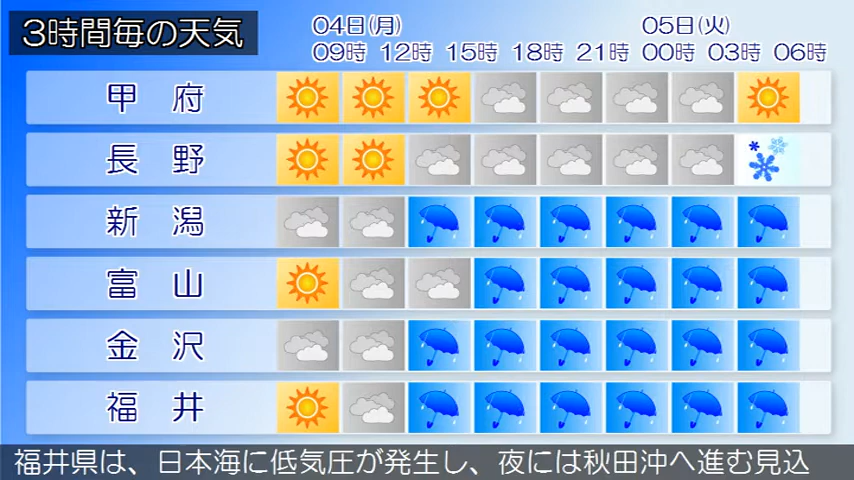 3時間毎の天気
04日(月) 05日(火)
09時 12時 15時 18時 21時 00時 03時 06時
甲府
長野
新潟
富山
金沢
福井
福井県は、日本海に低気圧が発生し、夜には秋田沖へ進む見込